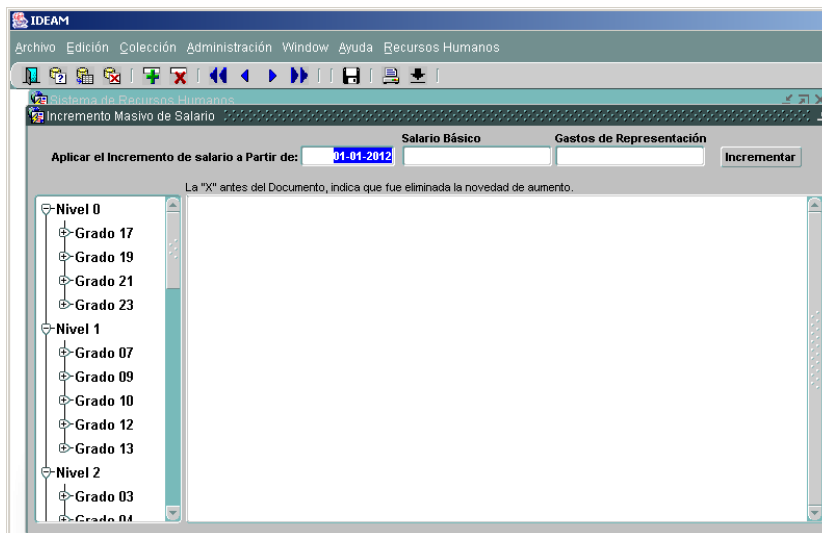 IDEAM
Archivo Edición Colección Administración Window Ayuda Recursos Humanos
Sistema de Recursos Humanos
Incremento Masivo de Salario
Salario Básico Gastos de Representación
Aplicar el Incremento de salario a Partir de: 01-01-2012 Incrementar
La "X" antes del Documento, indica que fue eliminada la novedad de aumento.
Nivel 0
Grado 17
Grado 19
Grado 21
Grado 23
Nivel 1
Grado 07
Grado 09
Grado 10
Grado 12
Grado 13
Nivel 2
Grado 03
Grado 04